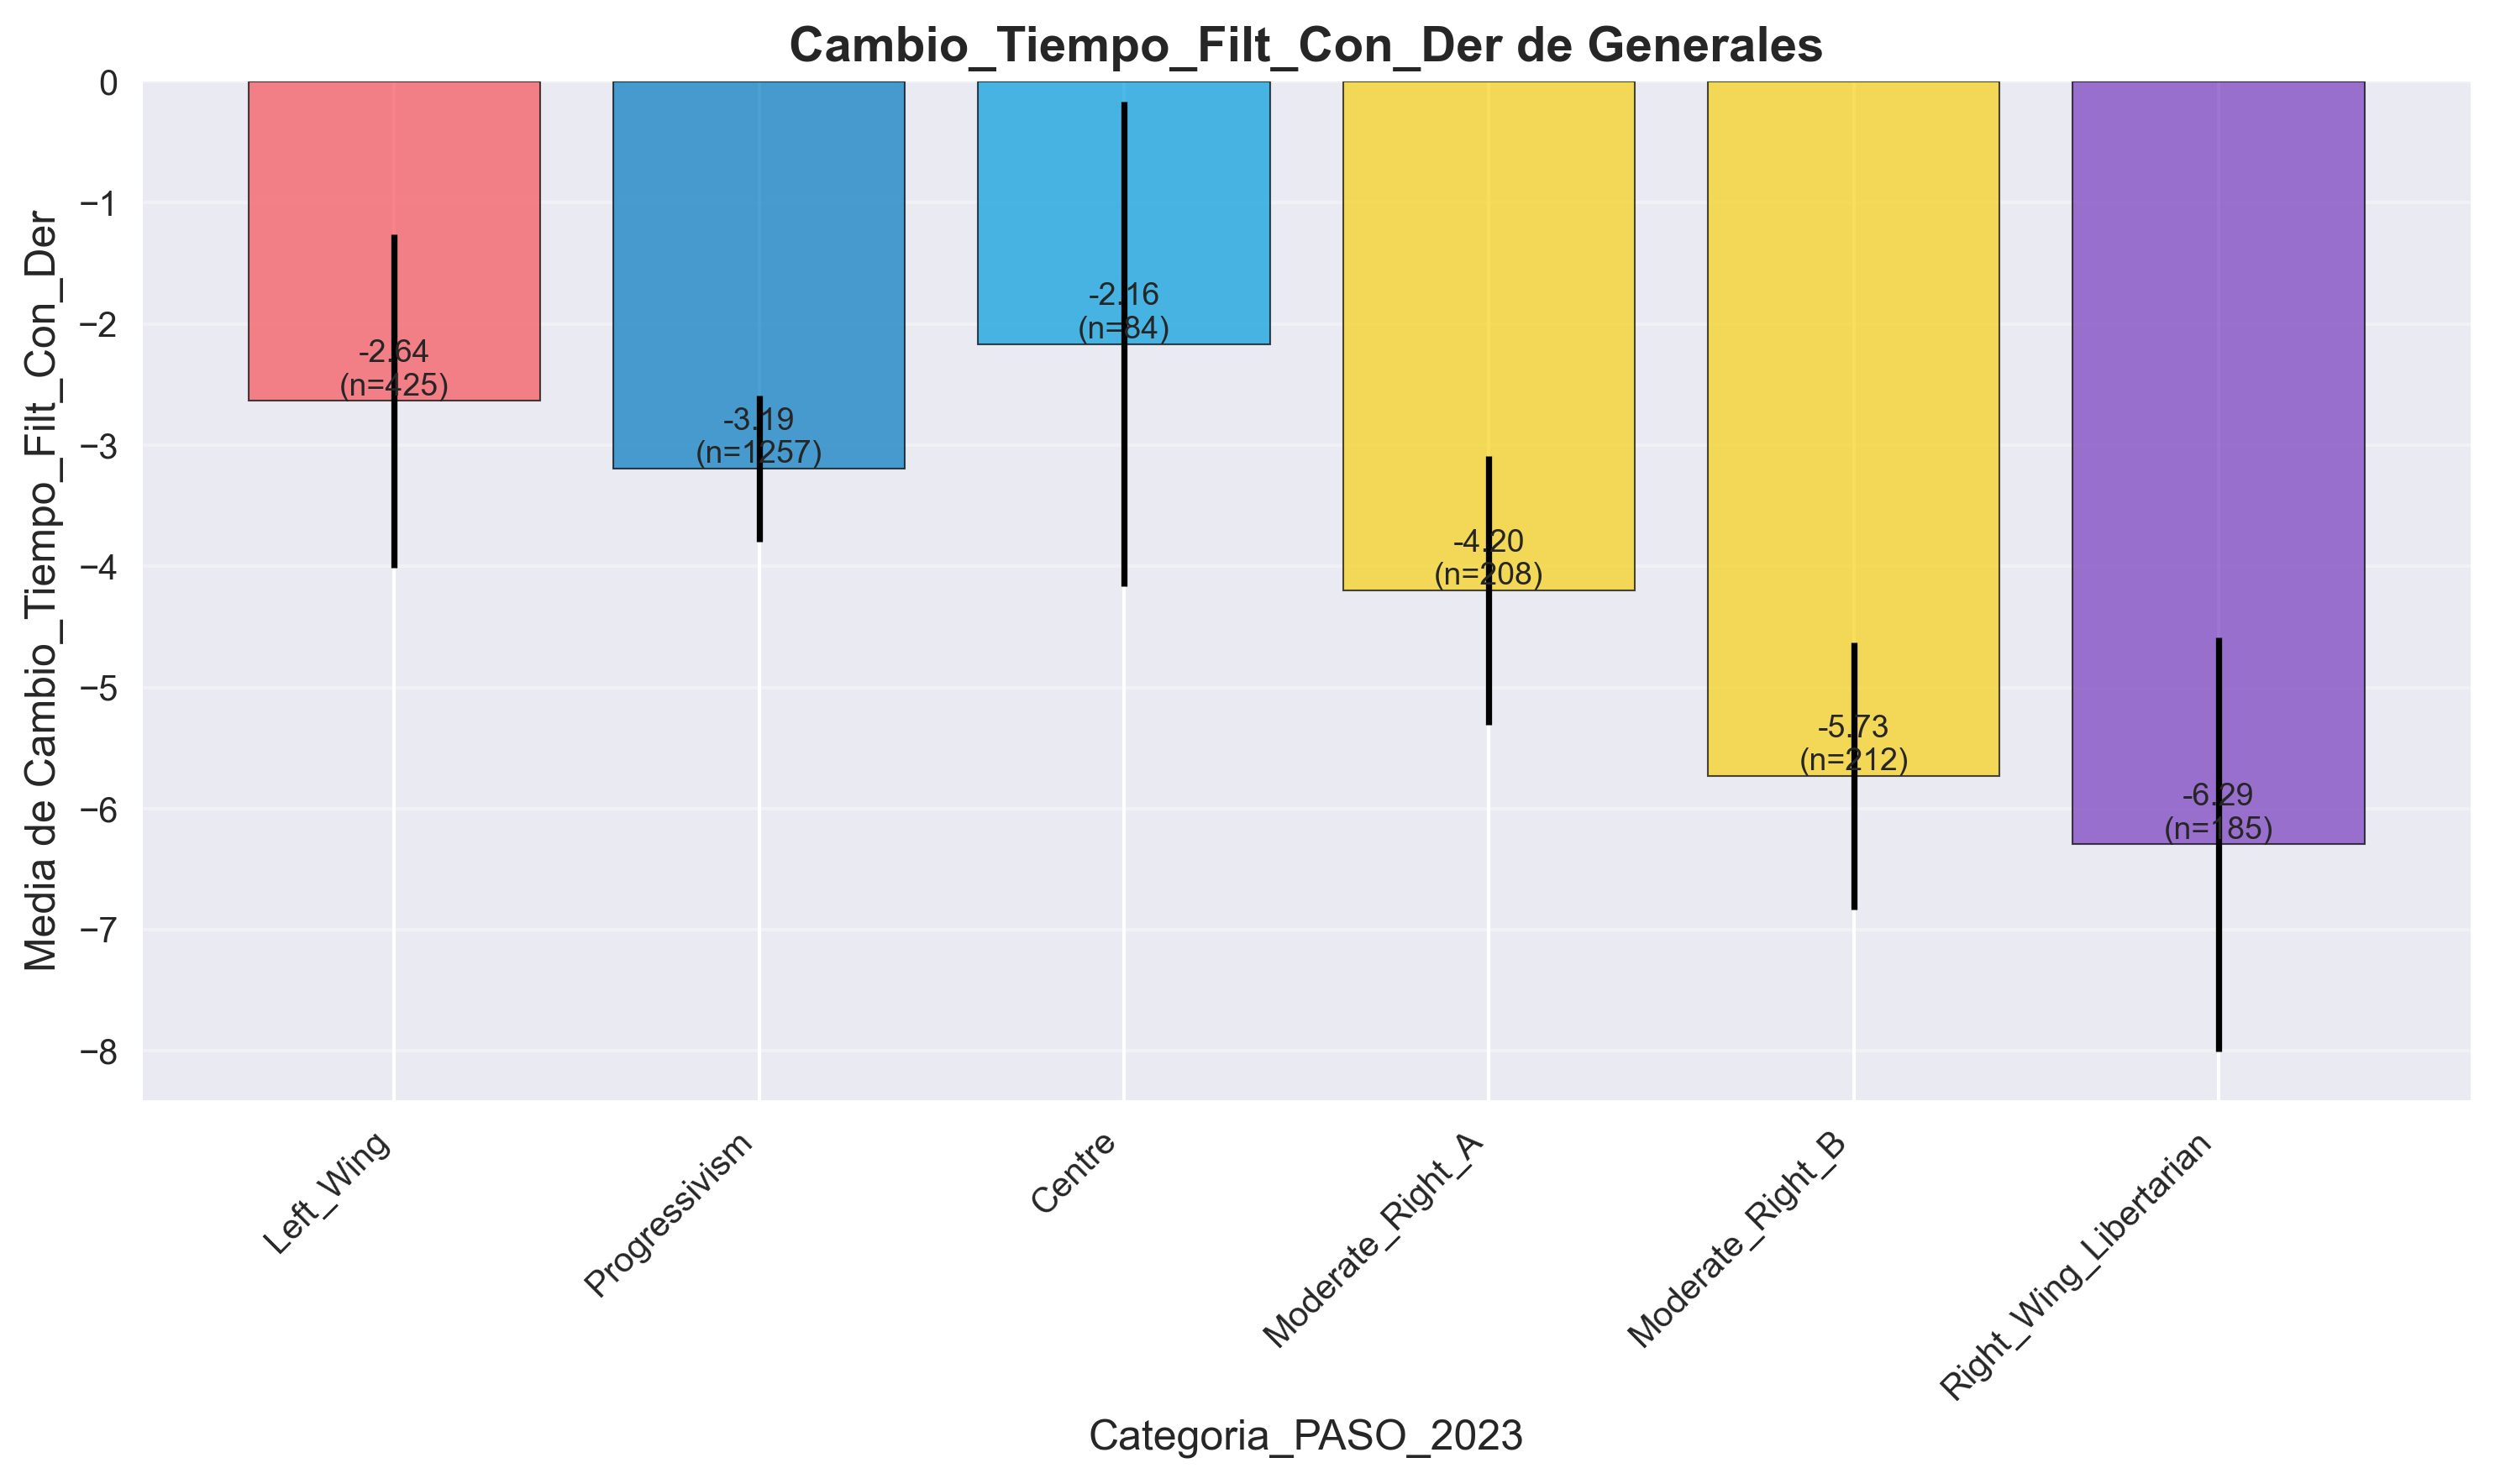 Cambio_Tiempo_Filt_Con_Der de Generales
Media de Cambio_Tiempo_Filt_Con_Der
0
−1
−2
−3
−4
−5
−6
−7
−8
-2.64
(n=425)
-3.19
(n=1257)
-2.16
(n=84)
-4.20
(n=208)
-5.73
(n=212)
-6.29
(n=185)
Left_Wing
Progressivism
Centre
Moderate_Right_A
Moderate_Right_B
Right_Wing_Libertarian
Categoria_PASO_2023